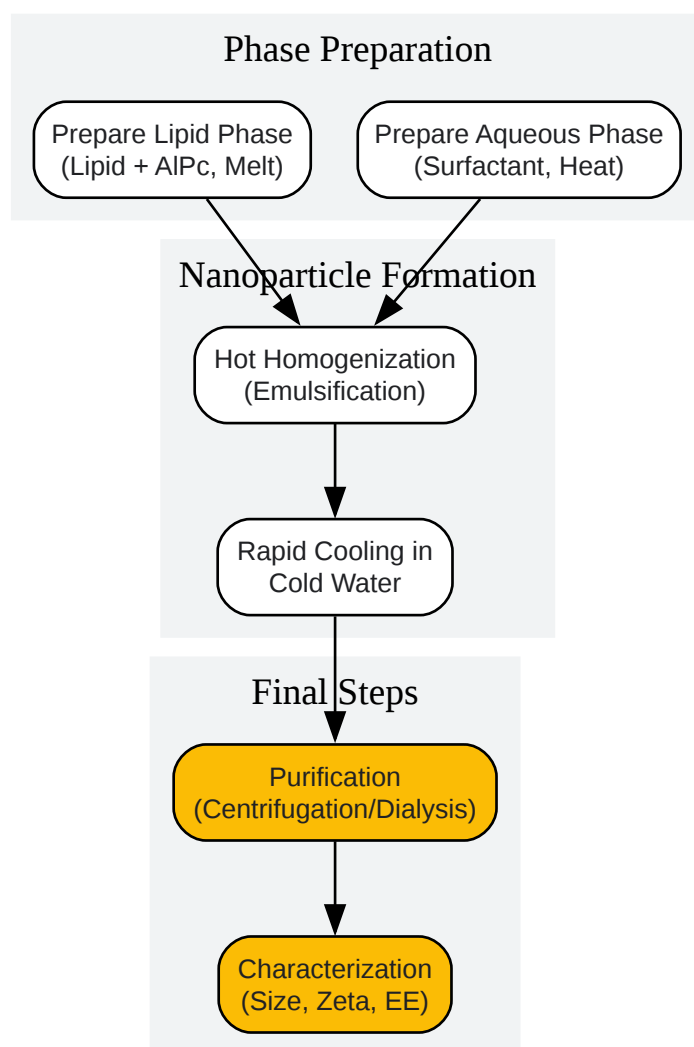 Phase Preparation
Prepare Lipid Phase
(Lipid + AlPc, Melt)
Prepare Aqueous Phase
(Surfactant, Heat)
Nanoparticle Formation
Hot Homogenization
(Emulsification)
Rapid Cooling in
Cold Water
Final Steps
Purification
(Centrifugation/Dialysis)
Characterization
(Size, Zeta, EE)